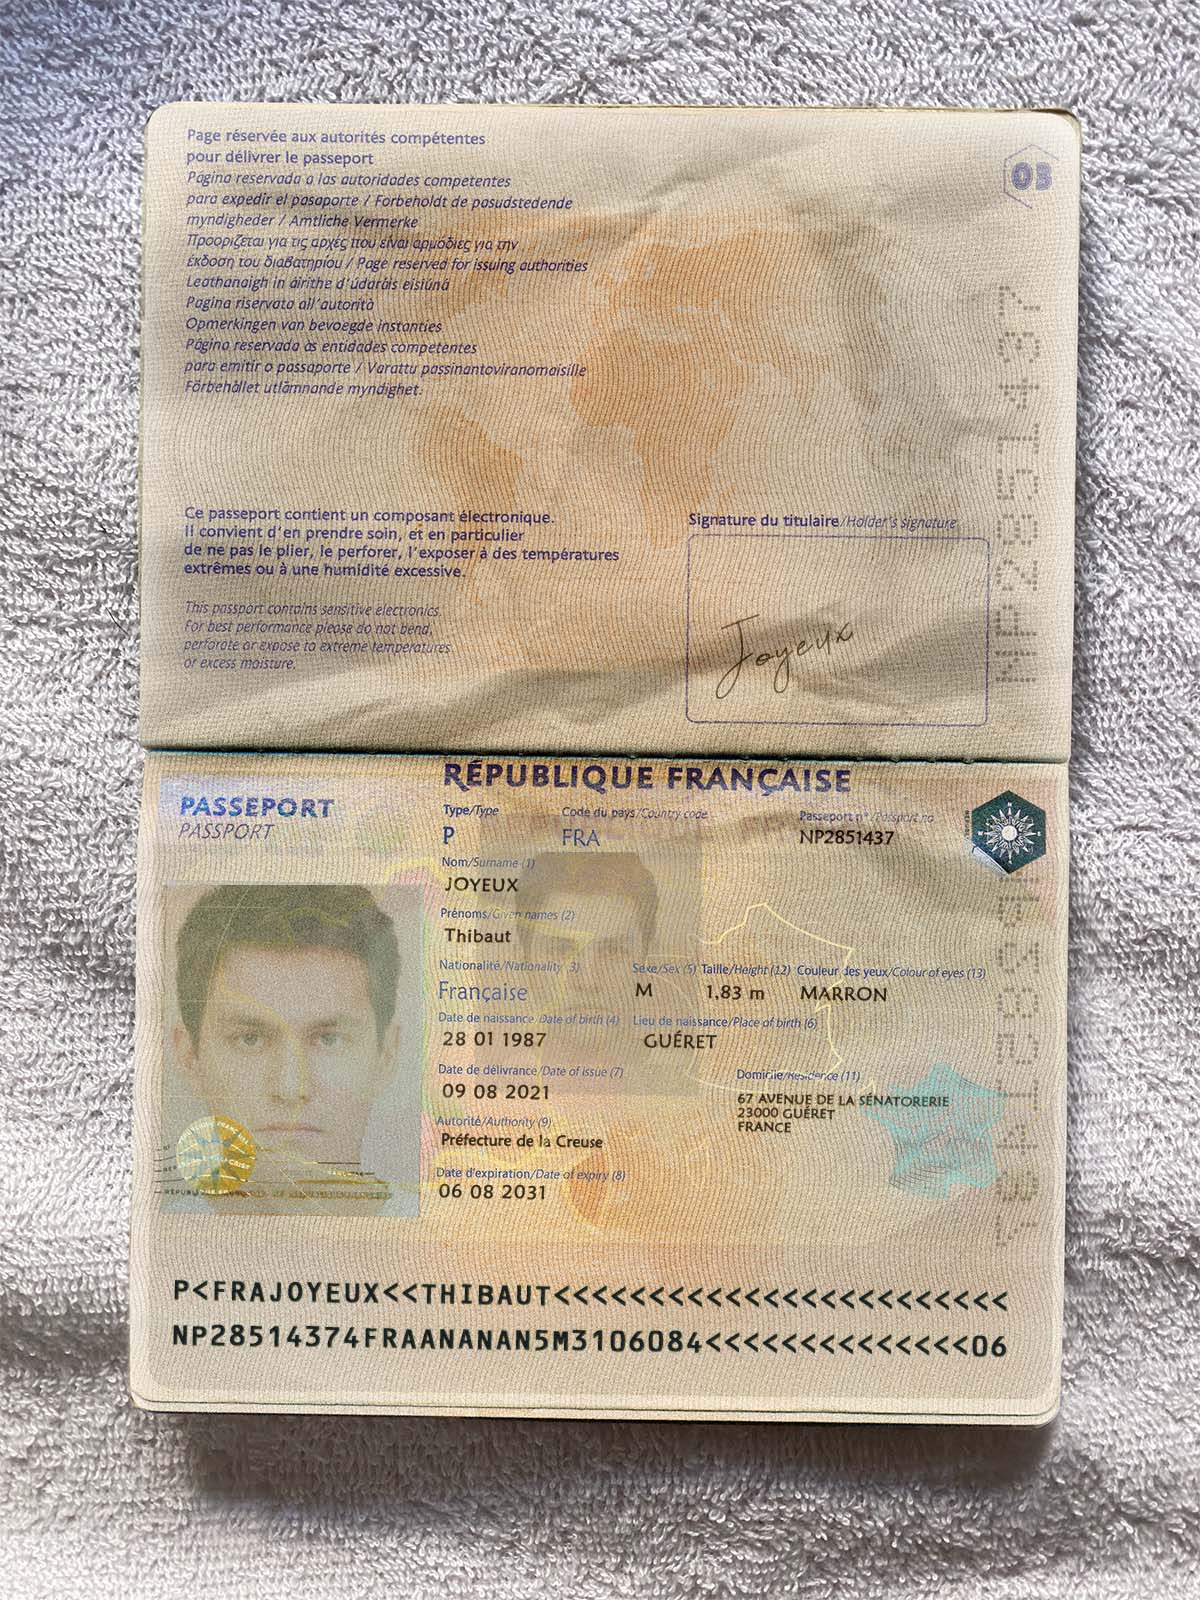 Page réservée aux autorités compétentes
pour délivrer le passeport
Pagina reservada a las autoridades competentes
para expedir el pasaporte / Forbeholdt de pasudstedende
myndigheder / Amtliche Vermerke
Προορίζεται για τις αρχές που είναι αρμόδιες για την
έκδοση του διαβατηρίου / Page reserved for issuing authorities
Leathanaigh in áirithe d'údaráis eisiúna
Pagina riservata all'autorità
Opmerkingen van bevoegde instanties
Página reservada às entidades competentes
para emitir o passaporte / Varattu passinantoviranomaisille
Förbehållet utlämnande myndighet.
03
NP2851437
Ce passeport contient un composant électronique.
Il convient d'en prendre soin, et en particulier
de ne pas le plier, le perforer, l'exposer à des températures
extrêmes ou à une humidité excessive.
This passport contains sensitive electronics.
For best performance please do not bend,
perforate or expose to extreme temperatures
or excess moisture.
Signature du titulaire/Holder's signature
Joyeux
RÉPUBLIQUE FRANÇAISE
PASSEPORT
PASSPORT
Type/Type Code du pays/Country code Passeport n°/Passport no
P FRA NP2851437
Nom/Surname (1)
JOYEUX
Prénoms/Given names (2)
Thibaut
Nationalité/Nationality (3) Sexe/Sex (5) Taille/Height (12) Couleur des yeux/Colour of eyes (13)
Française M 1,83 m MARRON
Date de naissance/Date of birth (4) Lieu de naissance/Place of birth (6)
28 01 1987 GUÉRET
Date de délivrance/Date of issue (7) Domicile/Residence (11)
09 08 2021 67 AVENUE DE LA SÉNATORERIE
23000 GUÉRET
FRANCE
Autorité/Authority (9)
Préfecture de la Creuse
Date d'expiration/Date of expiry (8)
06 08 2031
P<FRAJOYEUX<<THIBAUT<<<<<<<<<<<<<<<<<<<<<<<<
NP28514374FRAANANAN5M3106084<<<<<<<<<<<<<<06